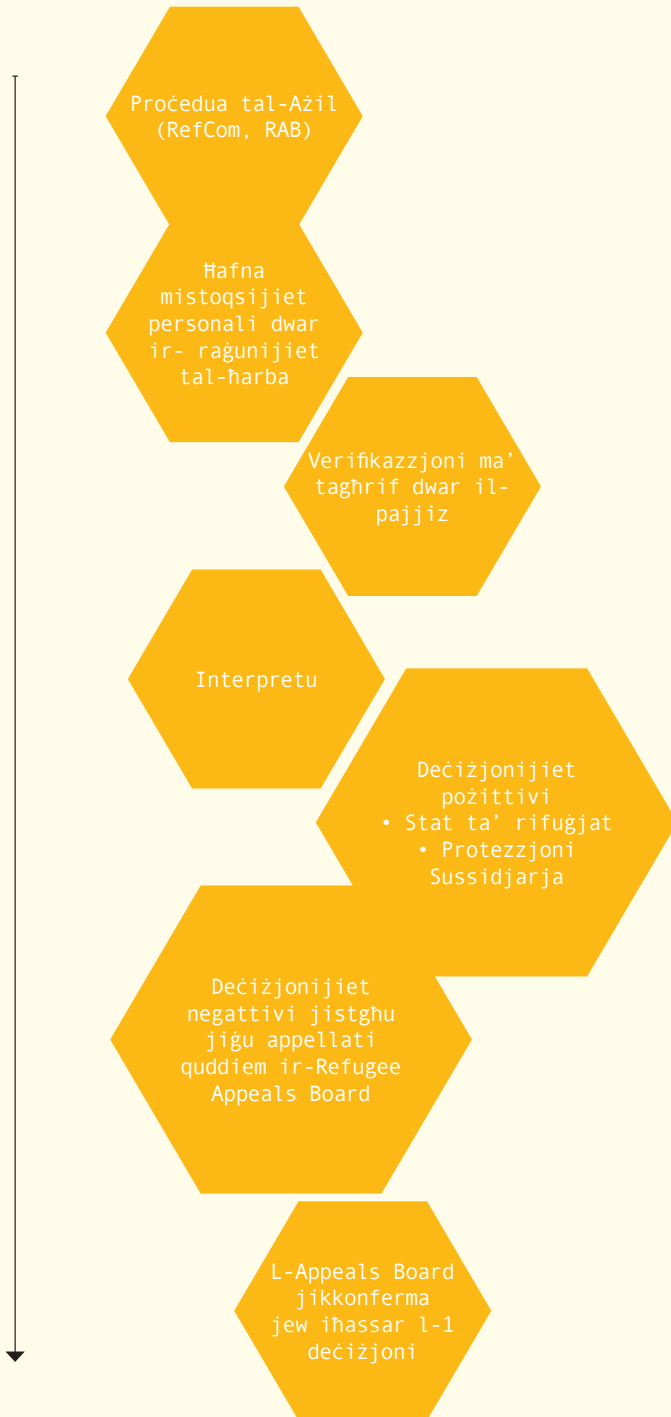 Proċedua tal-Ażil
(RefCom, RAB)
Ħafna
mistoqsijiet
personali dwar
ir- raġunijiet
tal-ħarba
Verifikazzjoni ma’
tagħrif dwar il-
pajjiz
Interpretu
Deċiżjonijiet
pożittivi
• Stat ta’ rifuġjat
• Protezzjoni
Sussidjarja
Deċiżjonijiet
negattivi jistgħu
jiġu appellati
quddiem ir-Refugee
Appeals Board
L-Appeals Board
jikkonferma
jew iħassar l-1
deċiżjoni